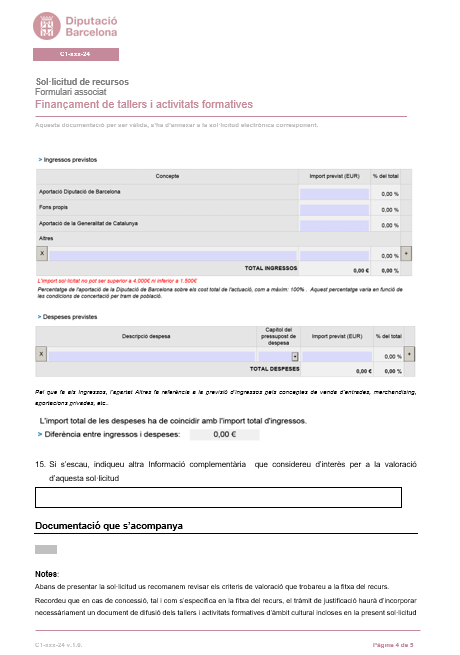 Diputació
Barcelona
C1-xxx-24
Sol·licitud de recursos
Formulari associat
Finançament de tallers i activitats formatives
Aquesta documentació per ser vàlida, s'ha d'annexar a la sol·licitud electrònica corresponent.
> Ingressos previstos
Concepte Import previst (EUR) % del total
Aportació Diputació de Barcelona 0,00 %
Fons propis 0,00 %
Aportació de la Generalitat de Catalunya 0,00 %
Altres
X 0,00 % +
TOTAL INGRESSOS 0,00 € 0,00 %
L'import sol·licitat no pot ser superior a 4.000€ ni inferior a 1.500€
Percentatge de l'aportació de la Diputació de Barcelona sobre els cost total de l'actuació, com a màxim: 100% . Aquest percentatge varia en funció de
les condicions de concertació per tram de població.
> Despeses previstes
Descripció despesa Capítol del pressupost de despesa Import previst (EUR) % del total
X 0,00 % +
TOTAL DESPESES 0,00 € 0,00 %
Pel que fa als ingressos, l'apartat Altres fa referència a la previsió d'ingressos pels conceptes de venda d'entrades, merchandising,
aportacions privades, etc..
L'import total de les despeses ha de coincidir amb l'import total d'ingressos.
> Diferència entre ingressos i despeses: 0,00 €
15. Si s'escau, indiqueu altra Informació complementària que considereu d'interès per a la valoració
d'aquesta sol·licitud
Documentació que s'acompanya
Notes:
Abans de presentar la sol·licitud us recomanem revisar els criteris de valoració que trobareu a la fitxa del recurs.
Recordeu que en cas de concessió, tal i com s'especifica en la fitxa del recurs, el tràmit de justificació haurà d'incorporar
necessàriament un document de difusió dels tallers i activitats formatives d'àmbit cultural incloses en la present sol·licitud
C1-xxx-24 v.1.0. Pàgina 4 de 5